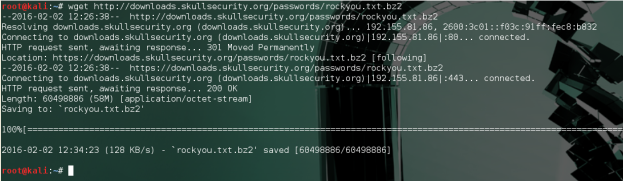 root@kali:~# wget http://downloads.skullsecurity.org/passwords/rockyou.txt.bz2
--2016-02-02 12:26:38--  http://downloads.skullsecurity.org/passwords/rockyou.txt.bz2
Resolving downloads.skullsecurity.org (downloads.skullsecurity.org)... 192.155.81.86, 2600:3c01::f03c:91ff:fec8:b832
Connecting to downloads.skullsecurity.org (downloads.skullsecurity.org)|192.155.81.86|:80... connected.
HTTP request sent, awaiting response... 301 Moved Permanently
Location: https://downloads.skullsecurity.org/passwords/rockyou.txt.bz2 [following]
--2016-02-02 12:26:38--  https://downloads.skullsecurity.org/passwords/rockyou.txt.bz2
Connecting to downloads.skullsecurity.org (downloads.skullsecurity.org)|192.155.81.86|:443... connected.
HTTP request sent, awaiting response... 200 OK
Length: 60498886 (58M) [application/octet-stream]
Saving to: `rockyou.txt.bz2'
100%[======================================================================================================================
2016-02-02 12:34:23 (128 KB/s) - `rockyou.txt.bz2' saved [60498886/60498886]
root@kali:~#